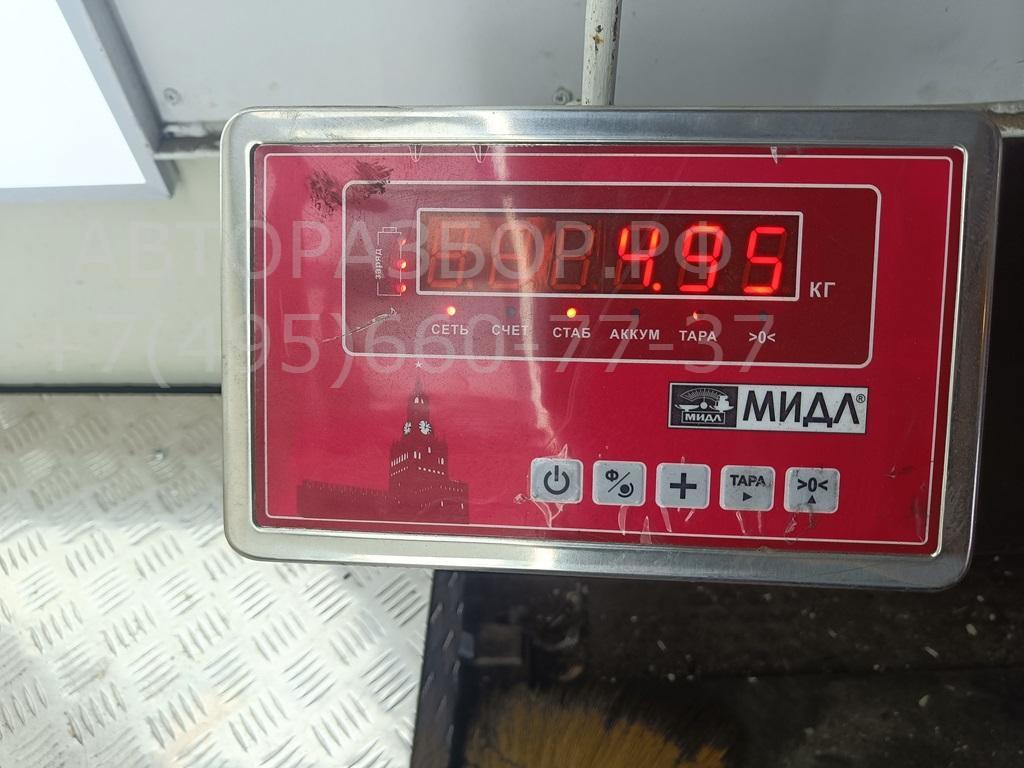 АВТОРАЗБОР.РФ
+7(495)660-77-37
заряд
4.95
КГ
СЕТЬ СЧЕТ СТАБ АККУМ ТАРА >0<
МИДЛ МИДЛ®
Ф
ТАРА >0<